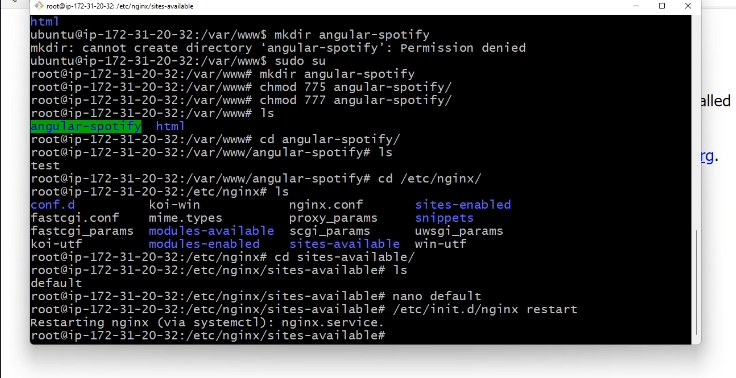 root@ip-172-31-20-32: /etc/nginx/sites-available
html
ubuntu@ip-172-31-20-32:/var/www$ mkdir angular-spotify
mkdir: cannot create directory ‘angular-spotify’: Permission denied
ubuntu@ip-172-31-20-32:/var/www$ sudo su
root@ip-172-31-20-32:/var/www# mkdir angular-spotify
root@ip-172-31-20-32:/var/www# chmod 775 angular-spotify/
root@ip-172-31-20-32:/var/www# chmod 777 angular-spotify/
root@ip-172-31-20-32:/var/www# ls
angular-spotify html
root@ip-172-31-20-32:/var/www# cd angular-spotify/
root@ip-172-31-20-32:/var/www/angular-spotify# ls
test
root@ip-172-31-20-32:/var/www/angular-spotify# cd /etc/nginx/
root@ip-172-31-20-32:/etc/nginx# ls
conf.d koi-win nginx.conf sites-enabled
fastcgi.conf mime.types proxy_params snippets
fastcgi_params modules-available scgi_params uwsgi_params
koi-utf modules-enabled sites-available win-utf
root@ip-172-31-20-32:/etc/nginx# cd sites-available/
root@ip-172-31-20-32:/etc/nginx/sites-available# ls
default
root@ip-172-31-20-32:/etc/nginx/sites-available# nano default
root@ip-172-31-20-32:/etc/nginx/sites-available# /etc/init.d/nginx restart
Restarting nginx (via systemctl): nginx.service.
root@ip-172-31-20-32:/etc/nginx/sites-available#
alled
rg.